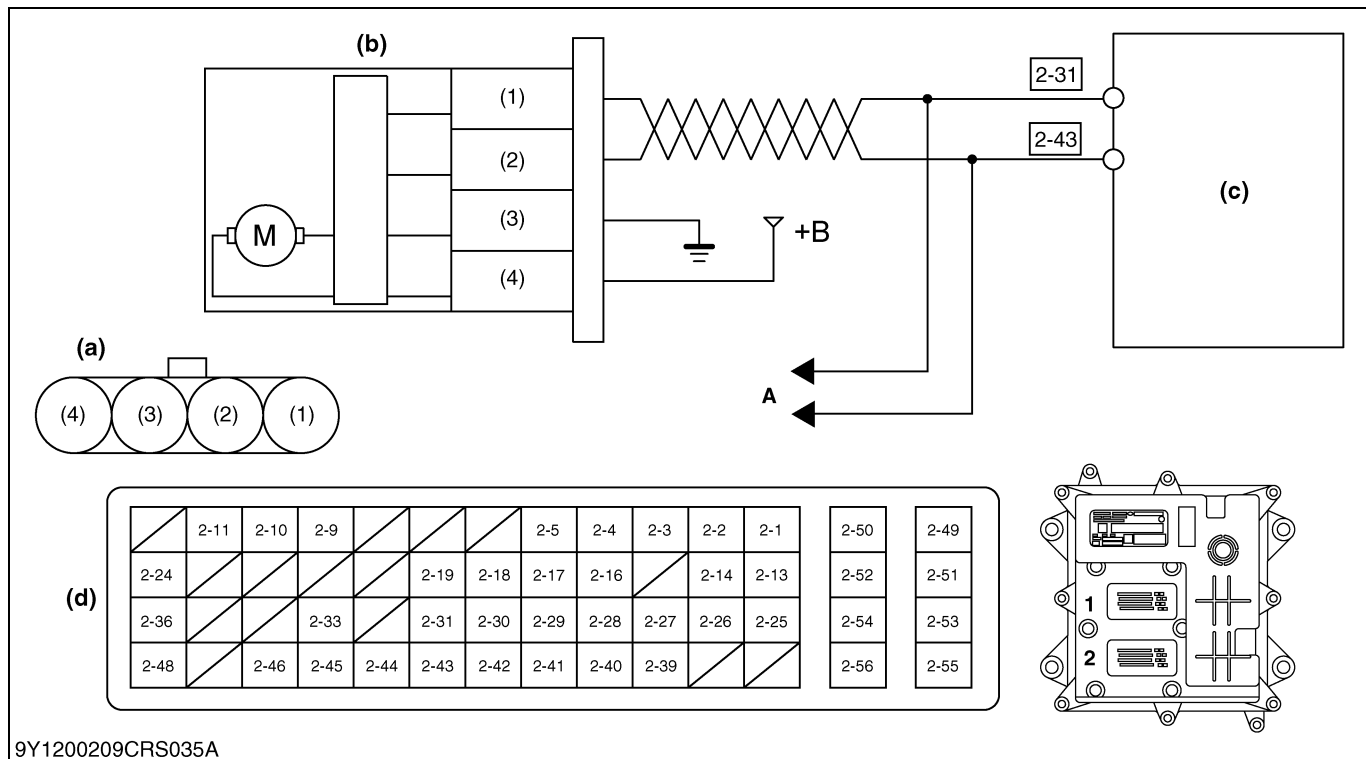 (b)
(1)
(2)
(3)
(4)
M
+B
2-31
2-43
(c)
A
(a)
(4) (3) (2) (1)
(d)
2-11 2-10 2-9 2-5 2-4 2-3 2-2 2-1 2-50 2-49
2-24 2-19 2-18 2-17 2-16 2-14 2-13 2-52 2-51
2-36 2-33 2-31 2-30 2-29 2-28 2-27 2-26 2-25 2-54 2-53
2-48 2-46 2-45 2-44 2-43 2-42 2-41 2-40 2-39 2-56 2-55
1
2
9Y1200209CRS035A